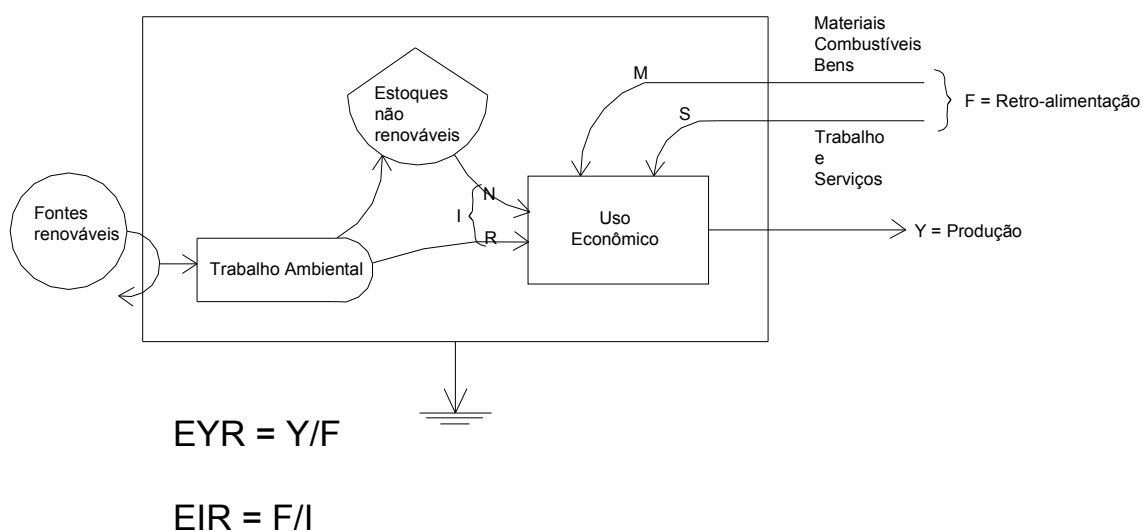 Materiais
Combustíveis
Bens
M
F = Retro-alimentação
Estoques
não
renováveis
S
Trabalho
e
Serviços
Fontes
renováveis
I
N
R
Uso
Econômico
Y = Produção
Trabalho Ambiental
EYR = Y/F
EIR = F/I